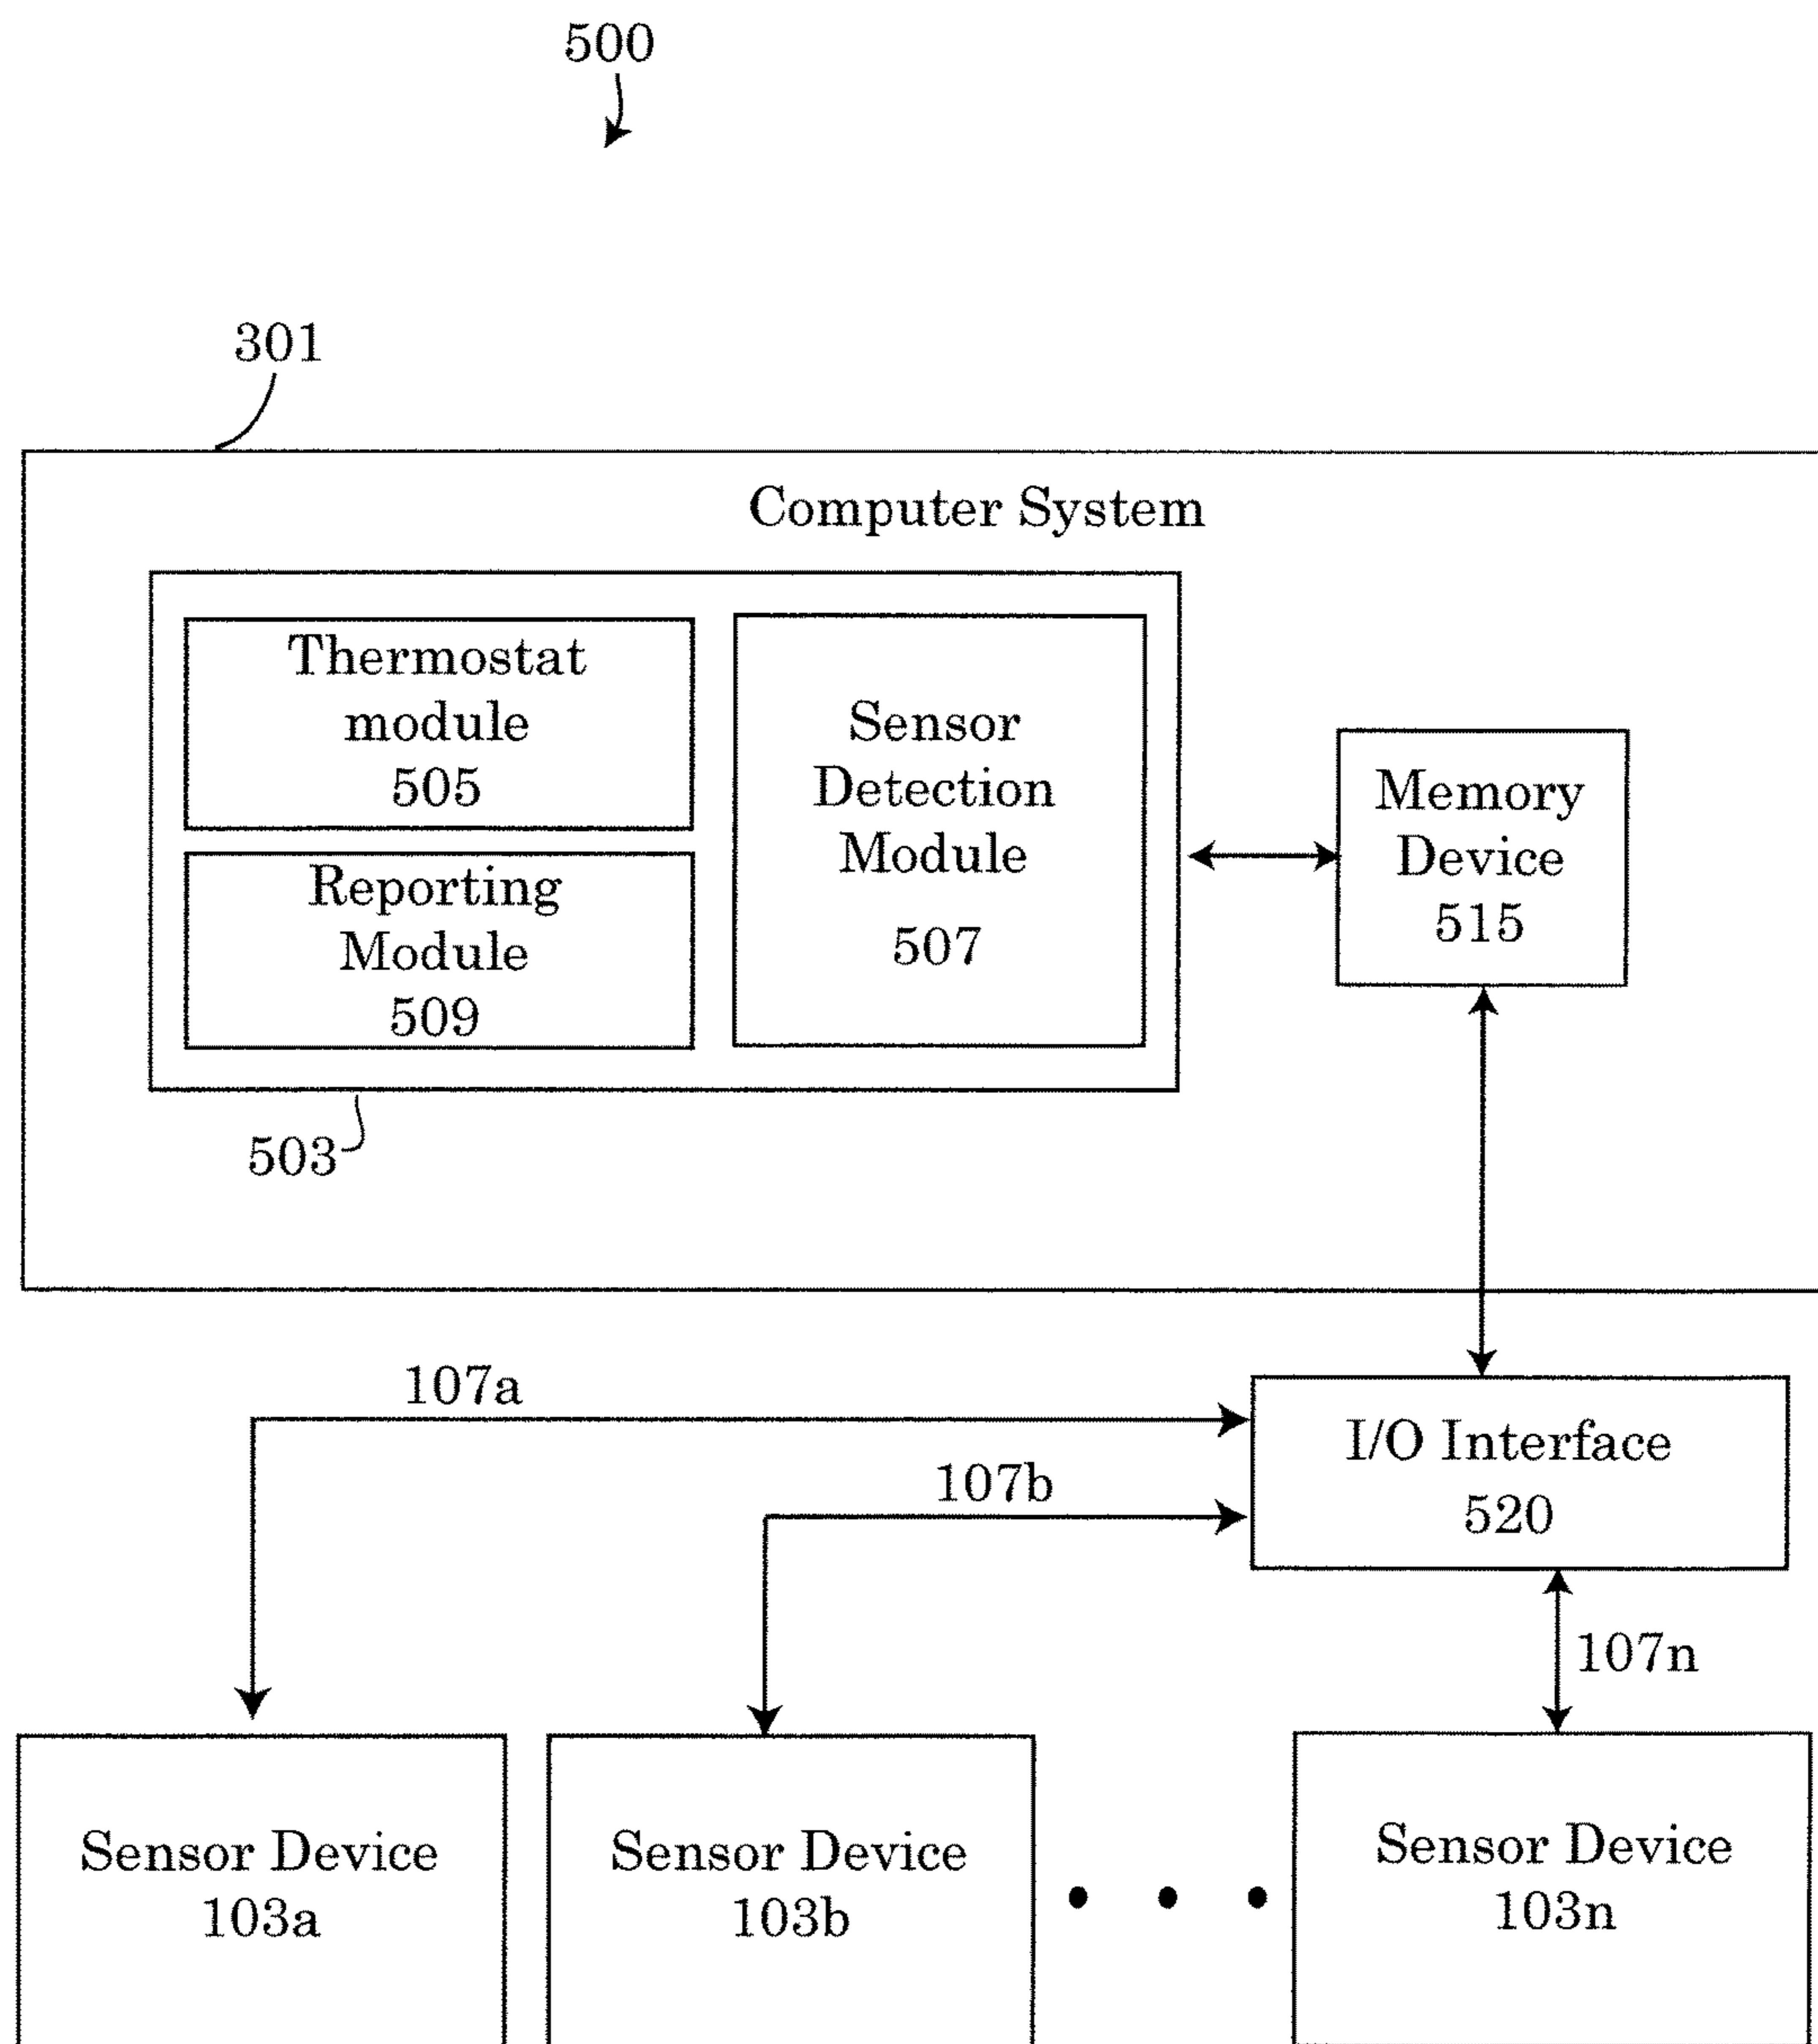 500
301
Computer System
Thermostat
module
505
Reporting
Module
509
Sensor
Detection
Module
507
Memory
Device
515
503
107a
107b
I/O Interface
520
107n
Sensor Device
103a
Sensor Device
103b
Sensor Device
103n